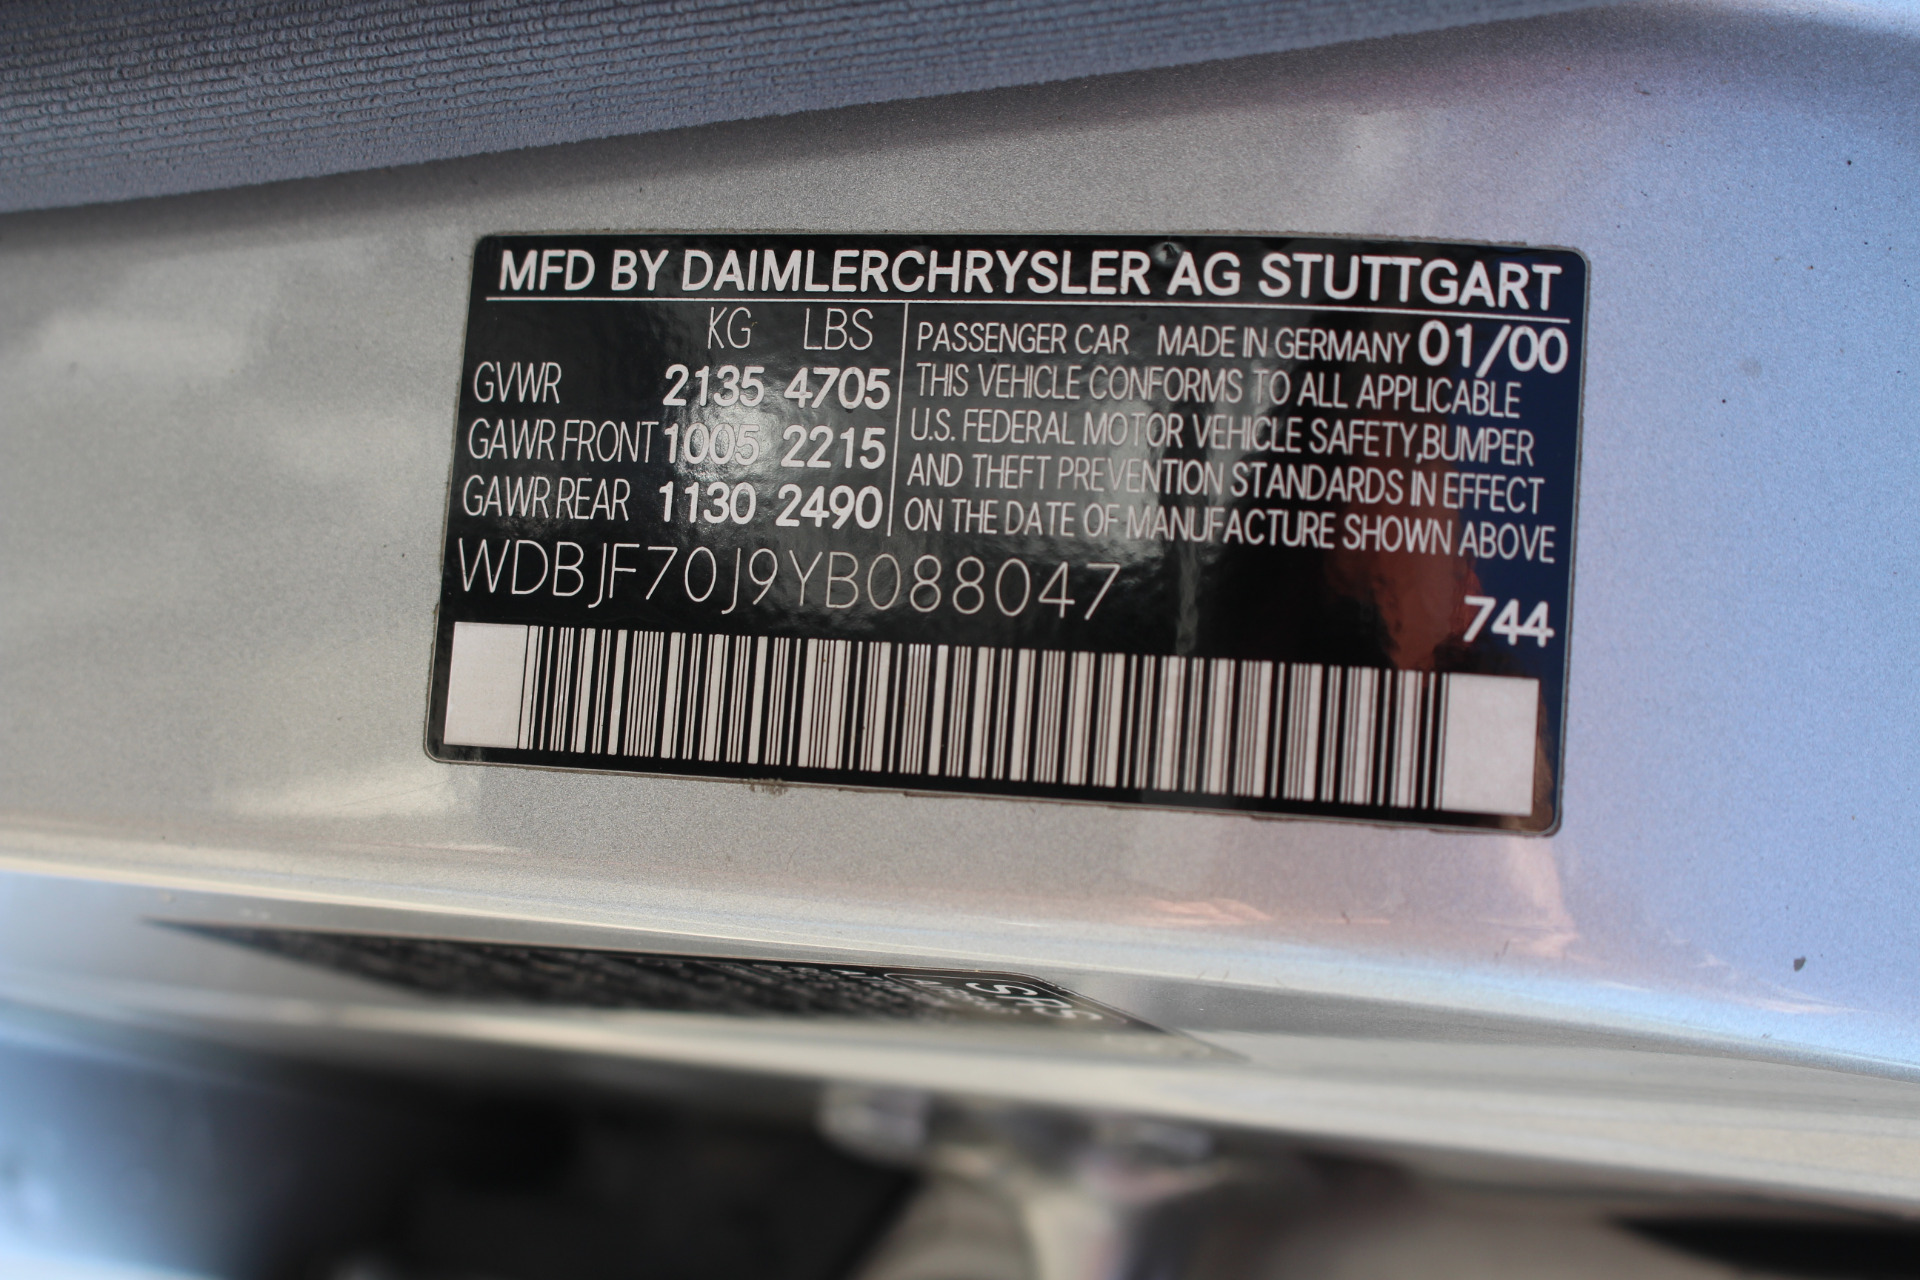 MFD BY DAIMLERCHRYSLER AG STUTTGART
KG LBS
GVWR 2135 4705
GAWR FRONT 1005 2215
GAWR REAR 1130 2490
PASSENGER CAR MADE IN GERMANY 01/00
THIS VEHICLE CONFORMS TO ALL APPLICABLE
U.S. FEDERAL MOTOR VEHICLE SAFETY,BUMPER
AND THEFT PREVENTION STANDARDS IN EFFECT
ON THE DATE OF MANUFACTURE SHOWN ABOVE
WDBJF70J9YB088047
744